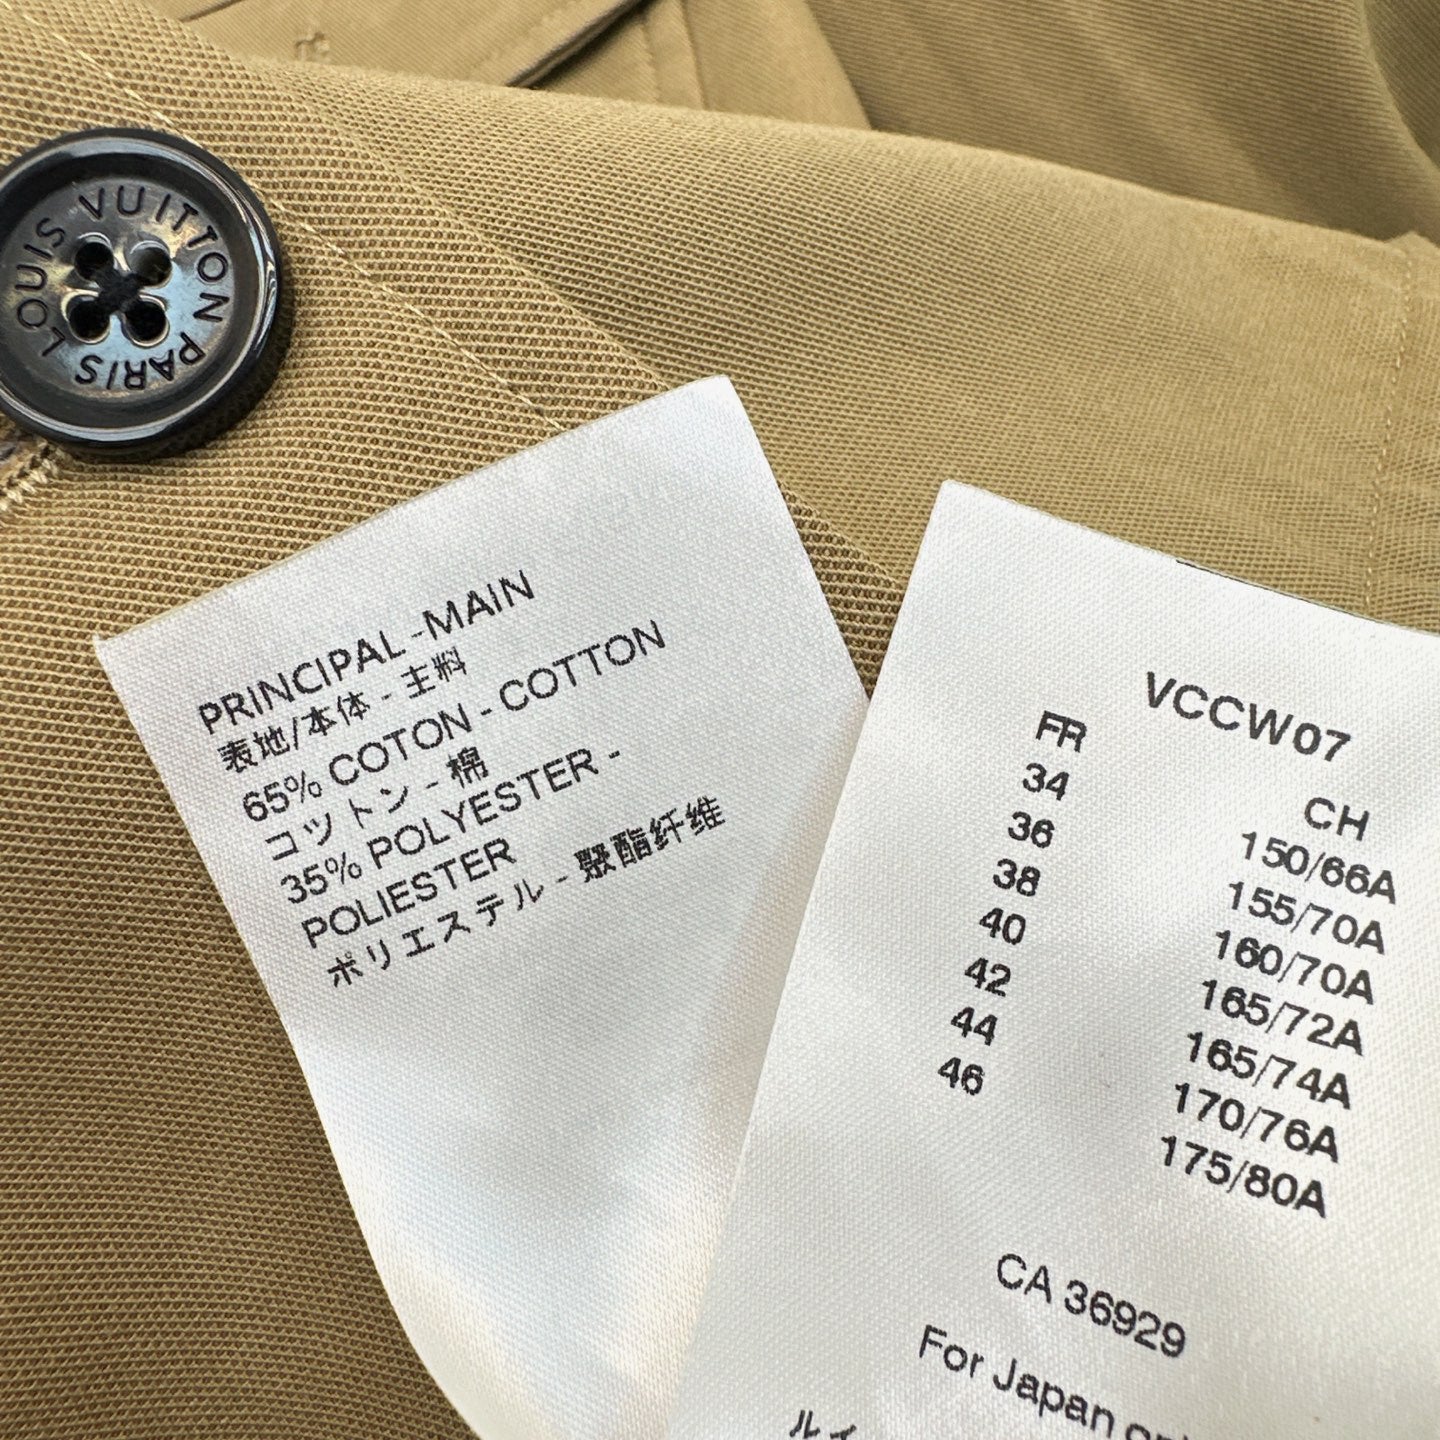 LOUIS VUITTON PARIS
PRINCIPAL - MAIN
表地/本体 - 主料
65% COTON - COTTON
コットン - 棉
35% POLYESTER -
POLIESTER
ポリエステル - 聚酯纤维
VCCW07
FR CH
34 150/66A
36 155/70A
38 160/70A
40 165/72A
42 165/74A
44 170/76A
46 175/80A
CA 36929
For Japan